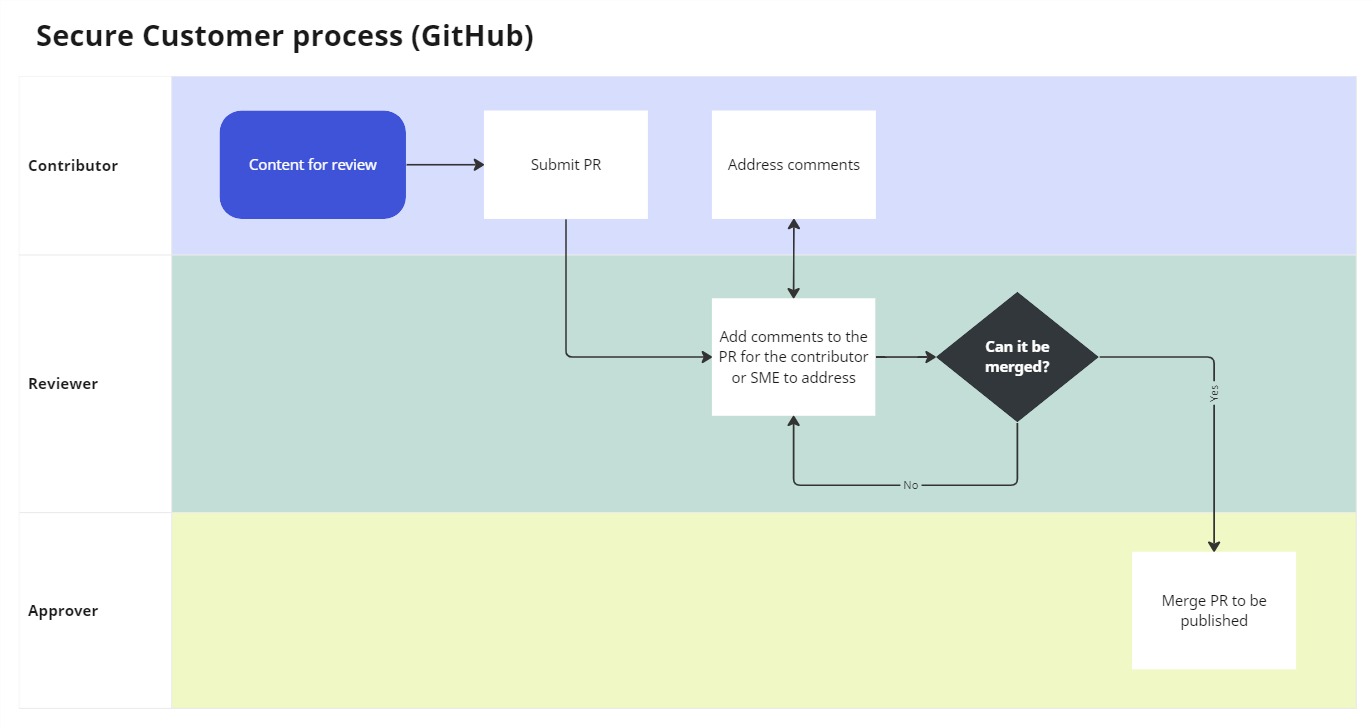 Secure Customer process (GitHub)
Contributor
Content for review
Submit PR
Address comments
Reviewer
Add comments to the
PR for the contributor
or SME to address
Can it be
merged?
Yes
No
Approver
Merge PR to be
published